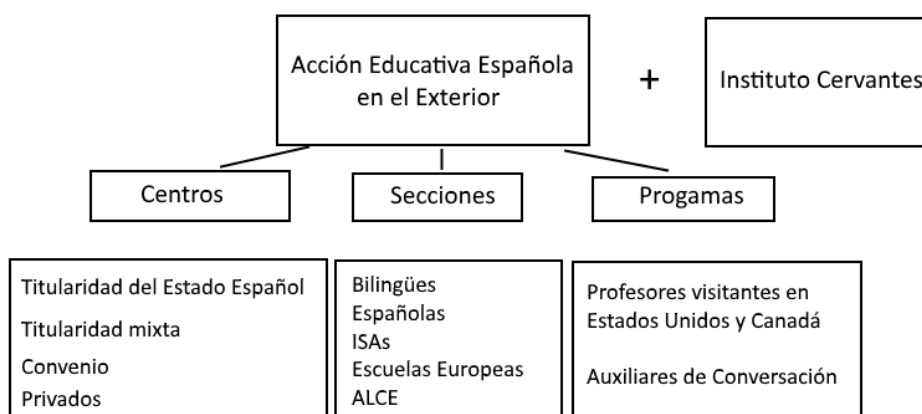 Acción Educativa Española
en el Exterior
+
Instituto Cervantes
Centros
Secciones
Progamas
Titularidad del Estado Español
Titularidad mixta
Convenio
Privados
Bilingües
Españolas
ISAs
Escuelas Europeas
ALCE
Profesores visitantes en
Estados Unidos y Canadá
Auxiliares de Conversación